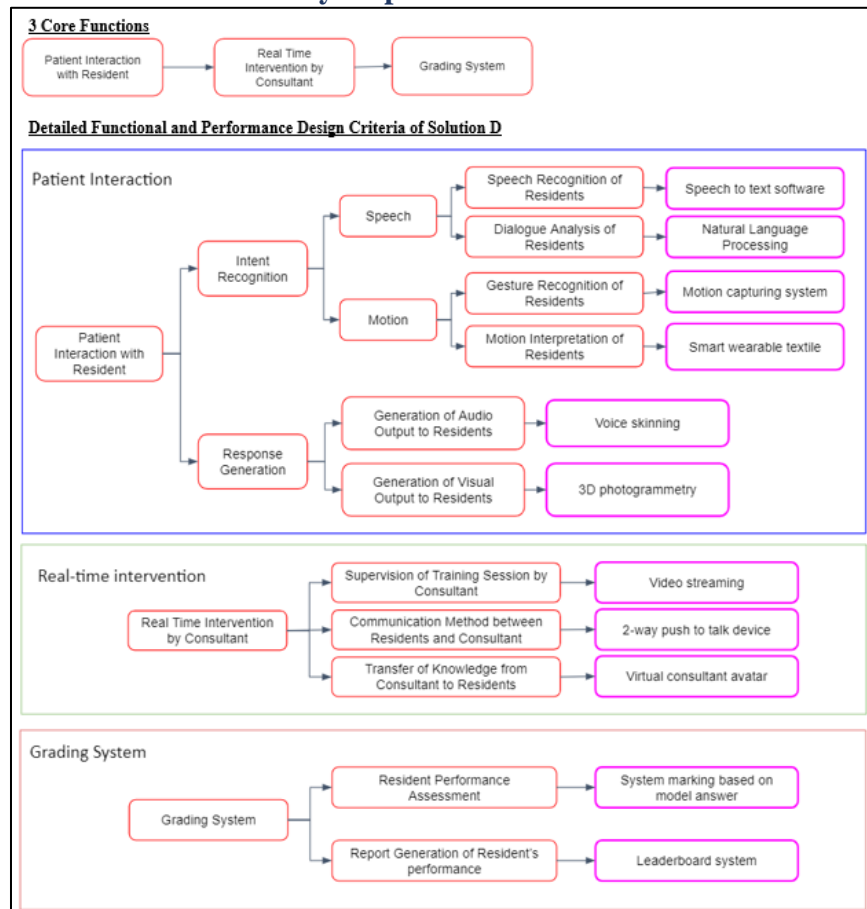 3 Core Functions
Patient Interaction
with Resident
Real Time
Intervention by
Consultant
Grading System
Detailed Functional and Performance Design Criteria of Solution D
Patient Interaction
Patient
Interaction with
Resident
Intent
Recognition
Speech
Speech Recognition of
Residents
Speech to text software
Dialogue Analysis of
Residents
Natural Language
Processing
Motion
Gesture Recognition of
Residents
Motion capturing system
Motion Interpretation of
Residents
Smart wearable textile
Response
Generation
Generation of Audio
Output to Residents
Voice skinning
Generation of Visual
Output to Residents
3D photogrammetry
Real-time intervention
Real Time Intervention
by Consultant
Supervision of Training Session by
Consultant
Video streaming
Communication Method between
Residents and Consultant
2-way push to talk device
Transfer of Knowledge from
Consultant to Residents
Virtual consultant avatar
Grading System
Grading System
Resident Performance
Assessment
System marking based on
model answer
Report Generation of Resident's
performance
Leaderboard system